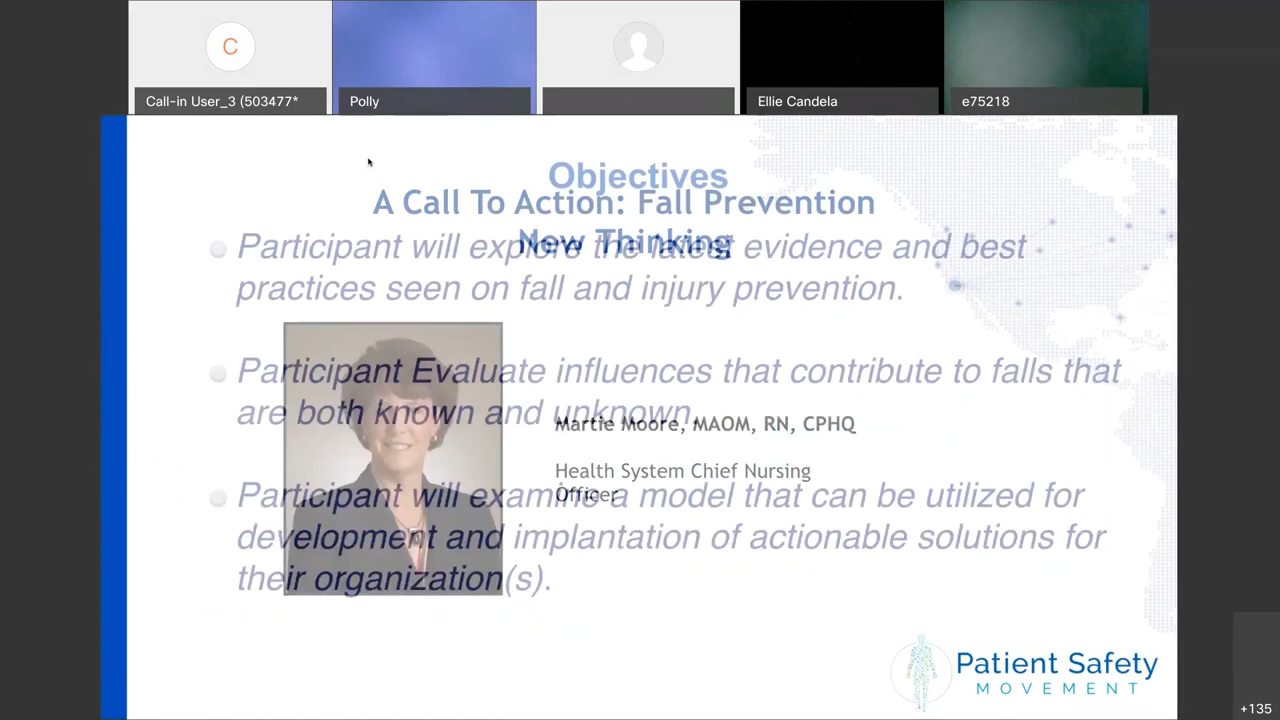 C
Call-in User_3 (503477*
Polly
Ellie Candela
e75218
Objectives
A Call To Action: Fall Prevention
New Thinking
Participant will explore the latest evidence and best
practices seen on fall and injury prevention.
Participant Evaluate influences that contribute to falls that
are both known and unknown.
Martie Moore, MAOM, RN, CPHQ
Health System Chief Nursing
Officer
Participant will examine a model that can be utilized for
development and implantation of actionable solutions for
their organization(s).
Patient Safety
MOVEMENT
+135